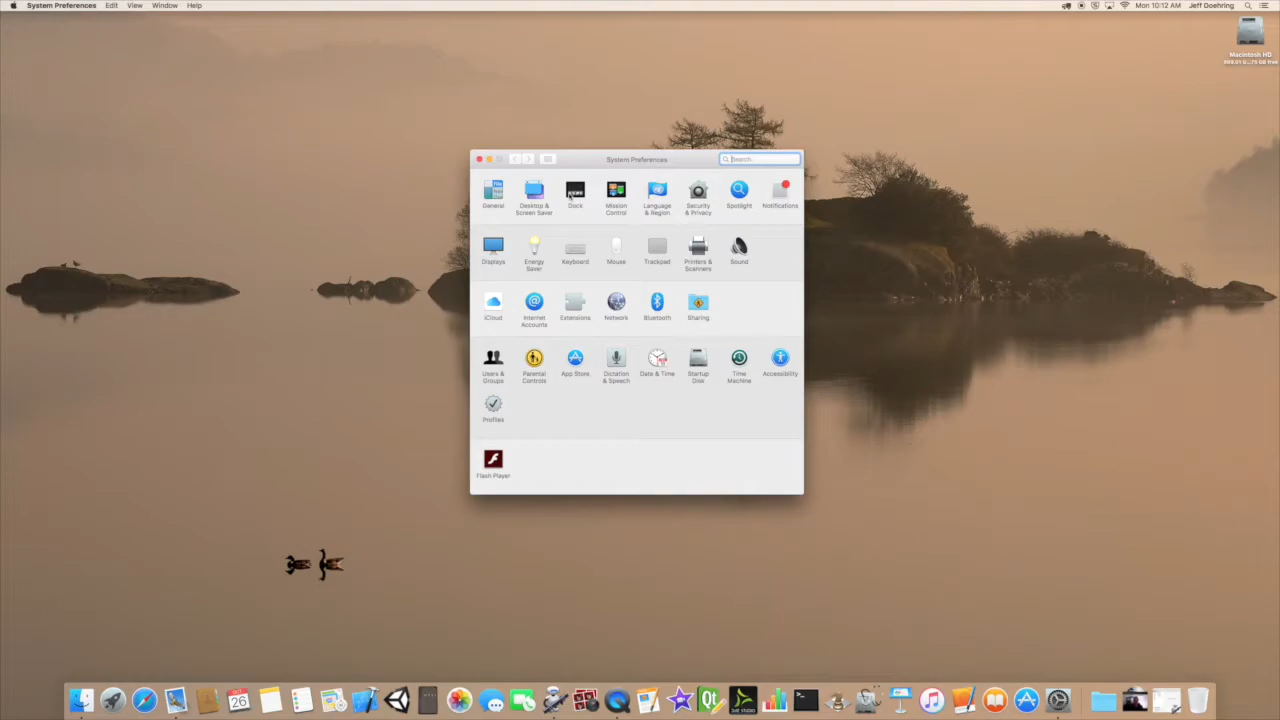 System Preferences Edit View Window Help
Mon 10:12 AM Jeff Doehring
Macintosh HD
System Preferences
Search
General
Desktop &
Screen Saver
Dock
Mission
Control
Language
& Region
Security
& Privacy
Spotlight
Notifications
Displays
Energy
Saver
Keyboard
Mouse
Trackpad
Printers &
Scanners
Sound
iCloud
Internet
Accounts
Extensions
Network
Bluetooth
Sharing
Users &
Groups
Parental
Controls
App Store
Dictation
& Speech
Date & Time
Startup
Disk
Time
Machine
Accessibility
Profiles
Flash Player
OCT
26